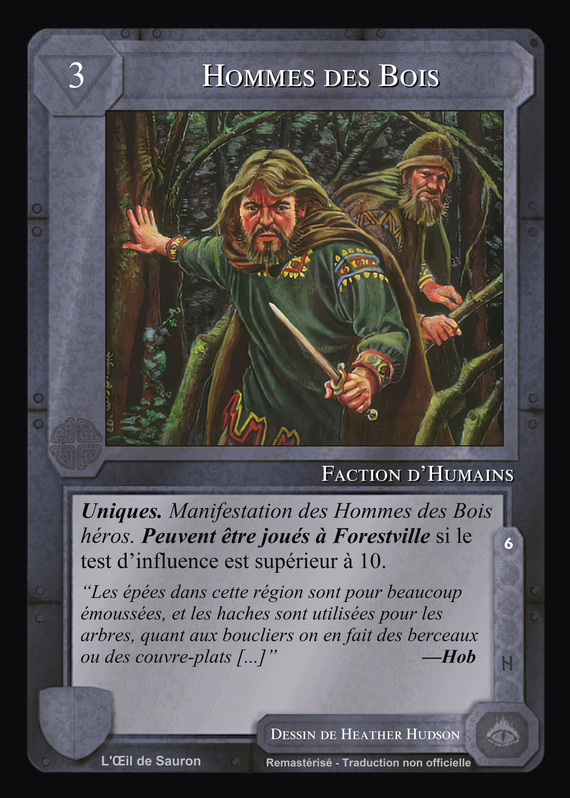 3
Hommes des Bois
Faction d'Humains
Uniques. Manifestation des Hommes des Bois
héros. Peuvent être joués à Forestville si le
test d'influence est supérieur à 10.
6
“Les épées dans cette région sont pour beaucoup
émoussées, et les haches sont utilisées pour les
arbres, quant aux boucliers on en fait des berceaux
ou des couvre-plats [...]” —Hob
Dessin de Heather Hudson
L'Œil de Sauron
Remastérisé - Traduction non officielle